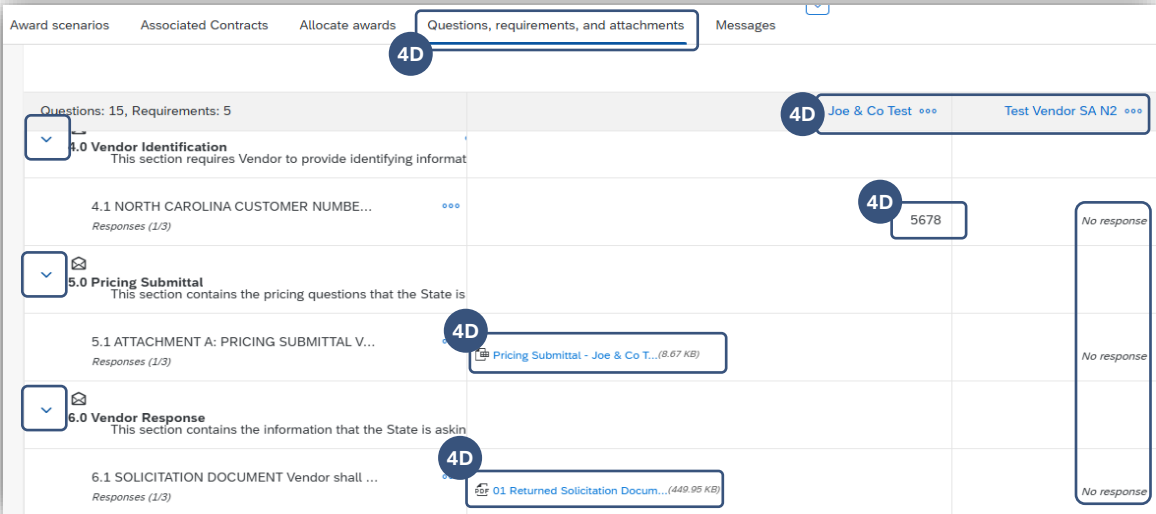 Award scenarios Associated Contracts Allocate awards Questions, requirements, and attachments Messages
4D
Questions: 15, Requirements: 5 4D Joe & Co Test Test Vendor SA N2
4.0 Vendor Identification
This section requires Vendor to provide identifying informat
4D
4.1 NORTH CAROLINA CUSTOMER NUMBE... 5678 No response
Responses (1/3)
5.0 Pricing Submittal
This section contains the pricing questions that the State is
4D
5.1 ATTACHMENT A: PRICING SUBMITTAL V... Pricing Submittal - Joe & Co T...(8.67 KB) No response
Responses (1/3)
6.0 Vendor Response
This section contains the information that the State is askin
4D
6.1 SOLICITATION DOCUMENT Vendor shall ... PDF 01 Returned Solicitation Docum...(449.95 KB) No response
Responses (1/3)